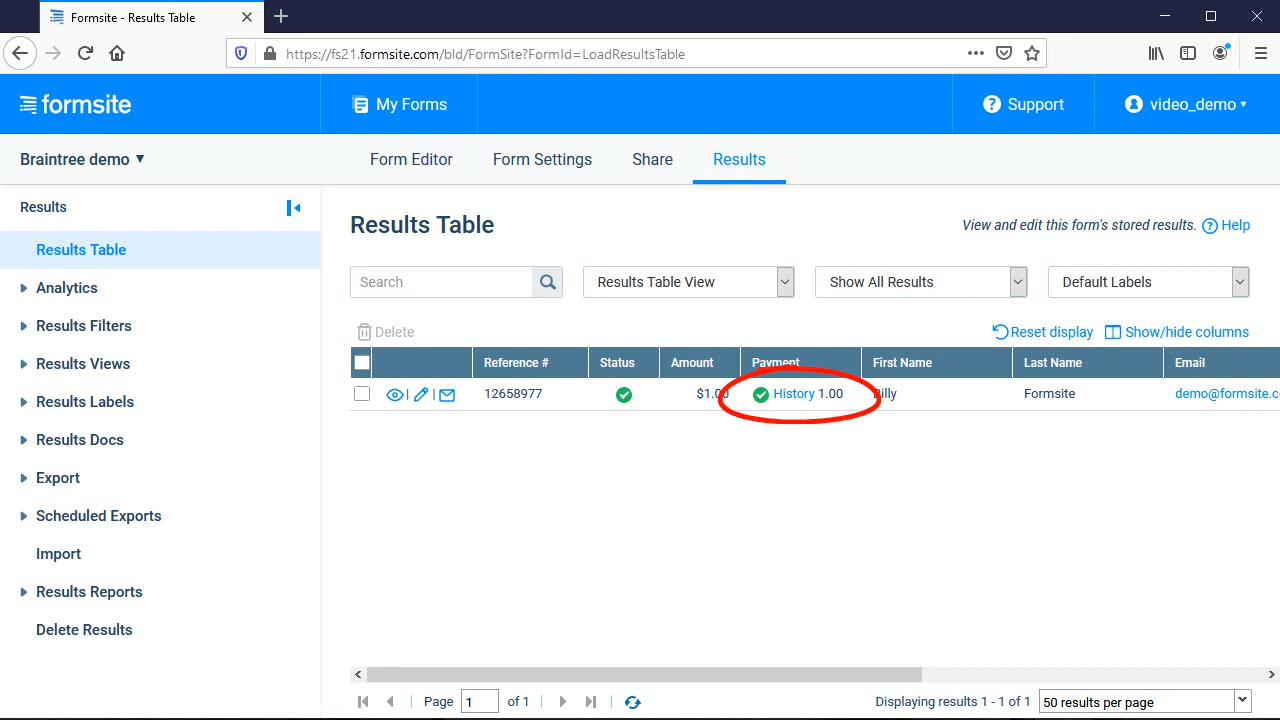 Formsite - Results Table
https://fs21.formsite.com/bld/FormSite?FormId=LoadResultsTable
formsite
My Forms
Support
video_demo
Braintree demo
Form Editor
Form Settings
Share
Results
Results
Results Table
Analytics
Results Filters
Results Views
Results Labels
Results Docs
Export
Scheduled Exports
Import
Results Reports
Delete Results
Results Table
View and edit this form's stored results. Help
Search
Results Table View
Show All Results
Default Labels
Delete
Reset display
Show/hide columns
Reference # Status Amount Payment First Name Last Name Email
12658977 $1.00 History 1.00 Billy Formsite demo@formsite.c
Page 1 of 1
Displaying results 1 - 1 of 1
50 results per page